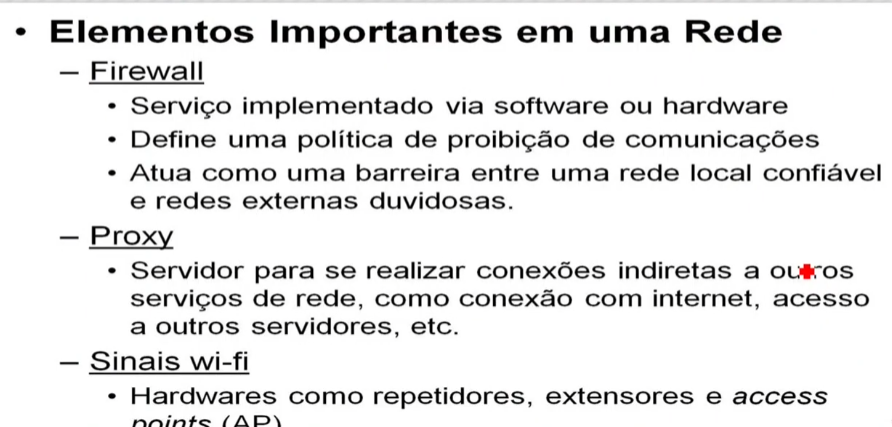 • Elementos Importantes em uma Rede
– Firewall
• Serviço implementado via software ou hardware
• Define uma política de proibição de comunicações
• Atua como uma barreira entre uma rede local confiável
e redes externas duvidosas.
– Proxy
• Servidor para se realizar conexões indiretas a outros
serviços de rede, como conexão com internet, acesso
a outros servidores, etc.
– Sinais wi-fi
• Hardwares como repetidores, extensores e access
points (AP)